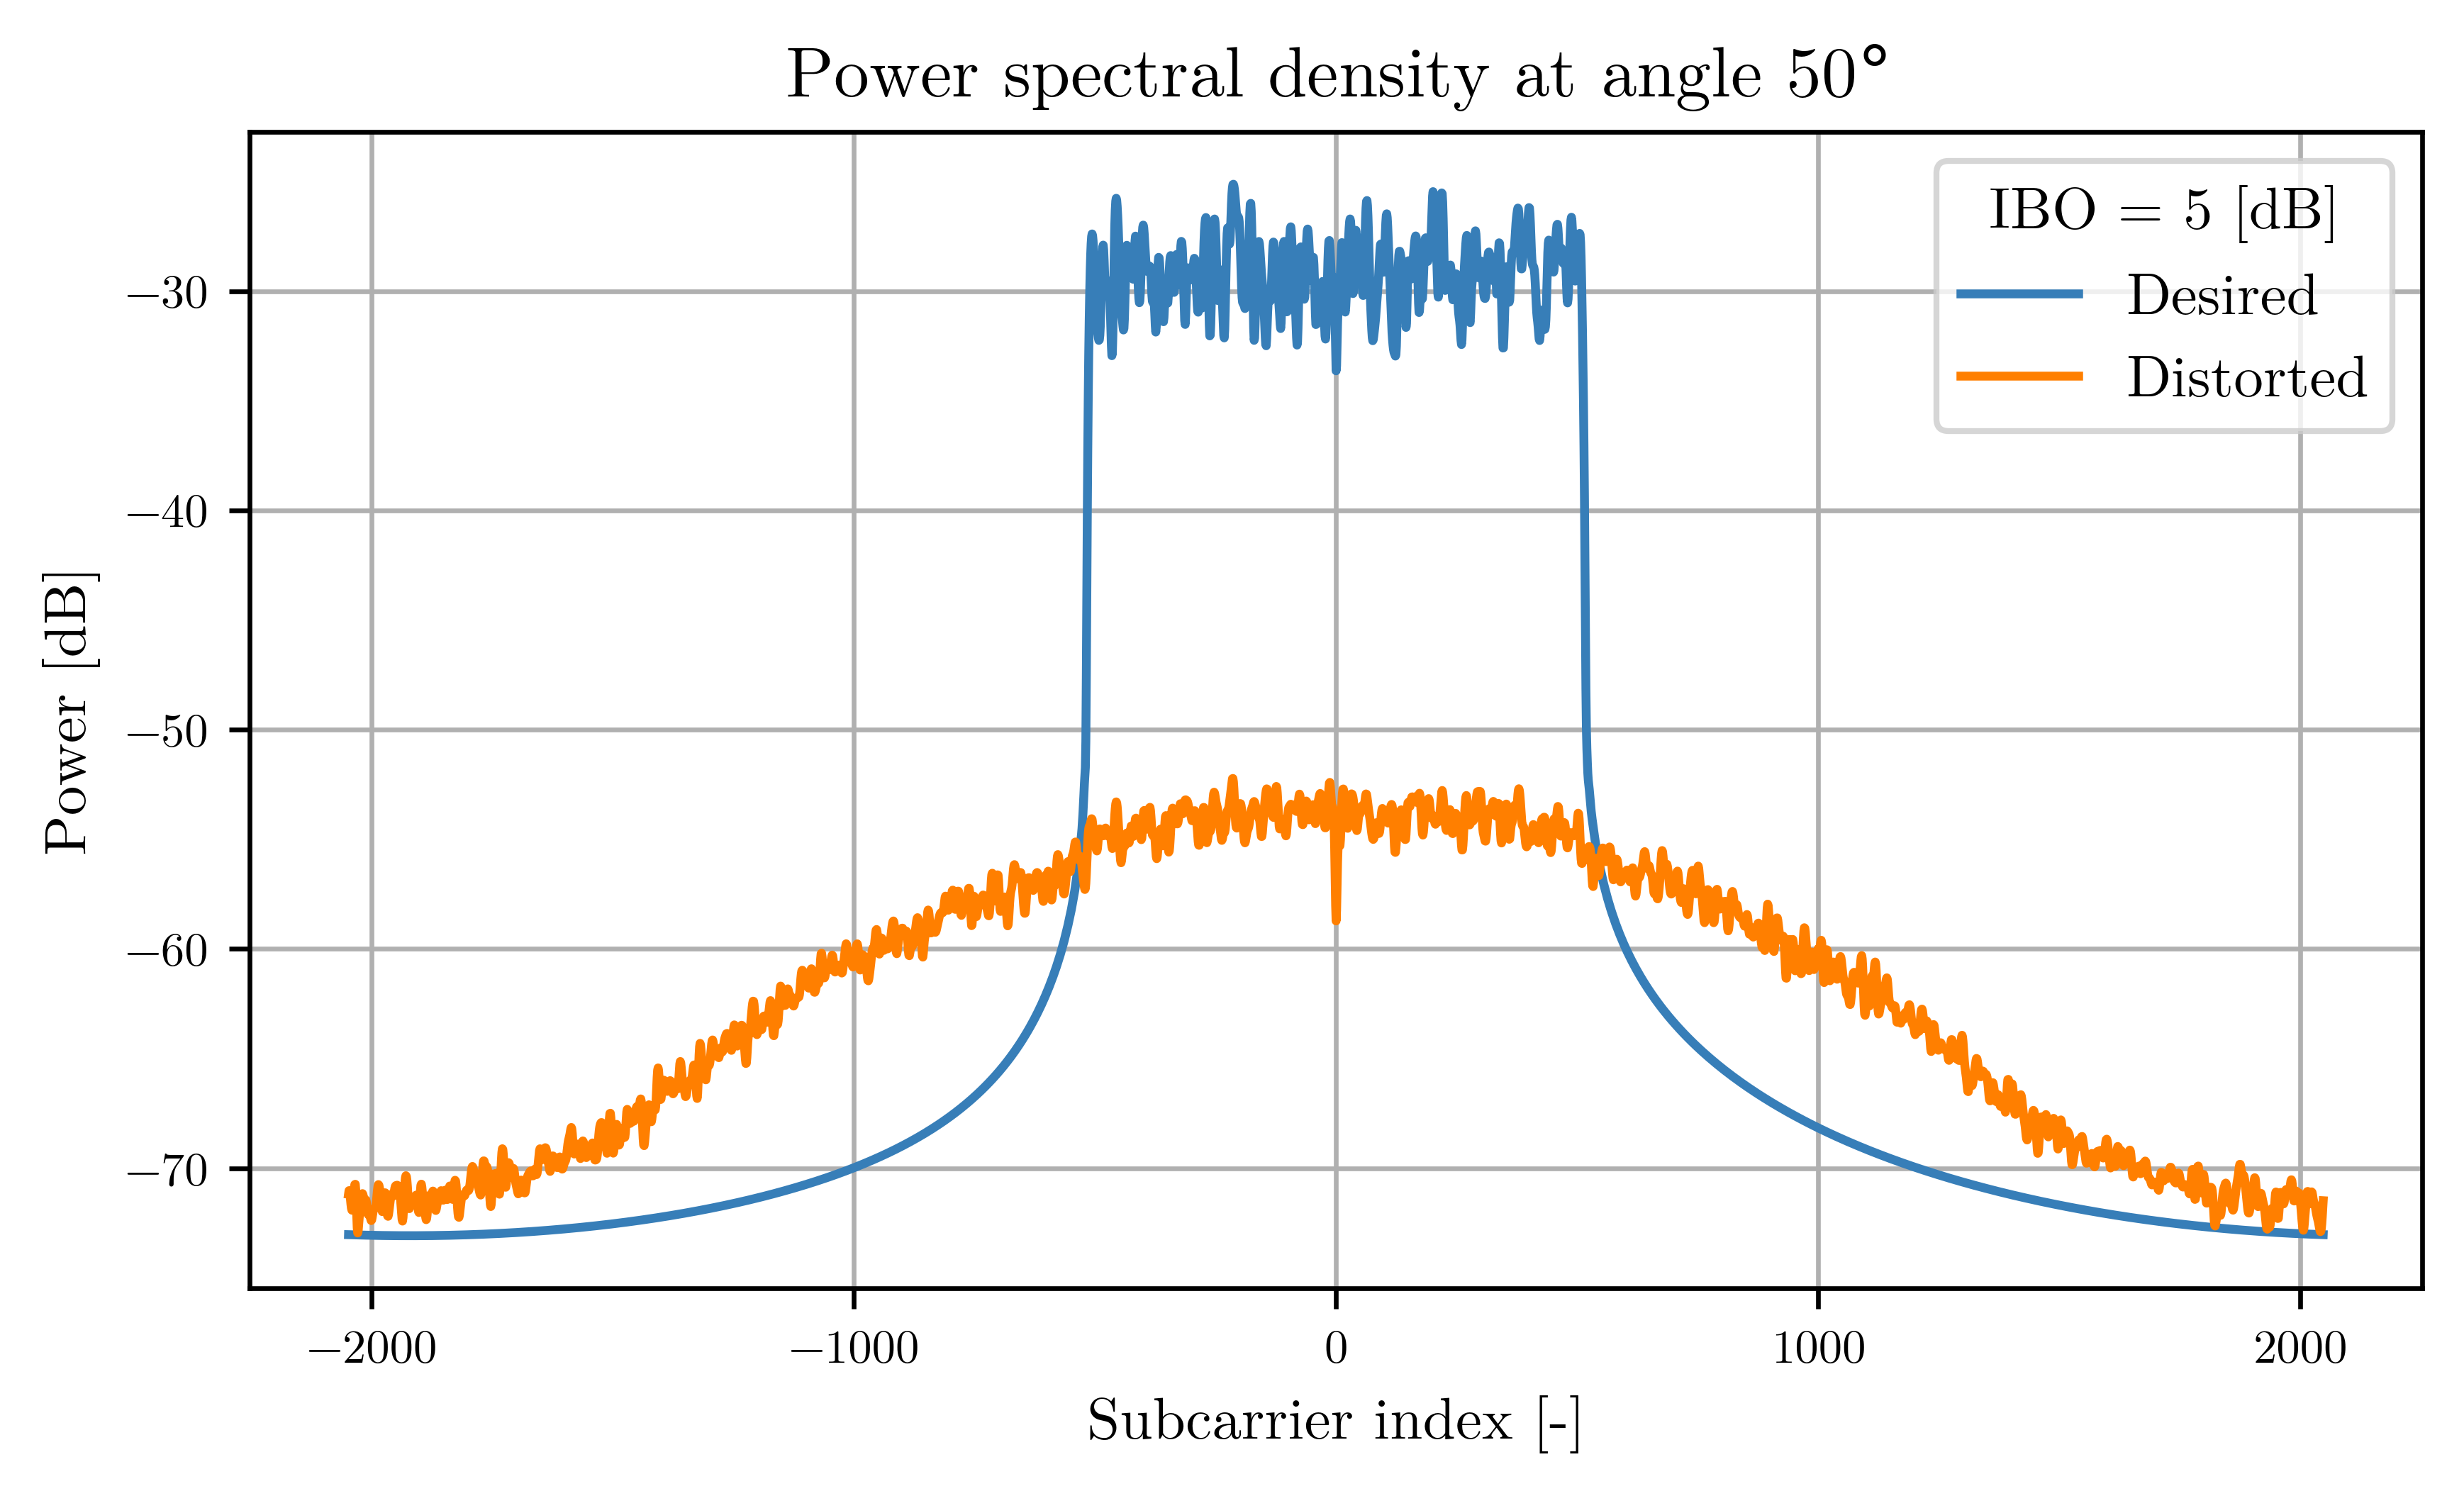 Power spectral density at angle 50°
IBO = 5 [dB]
Desired
Distorted
Power [dB]
−30
−40
−50
−60
−70
−2000
−1000
0
1000
2000
Subcarrier index [-]